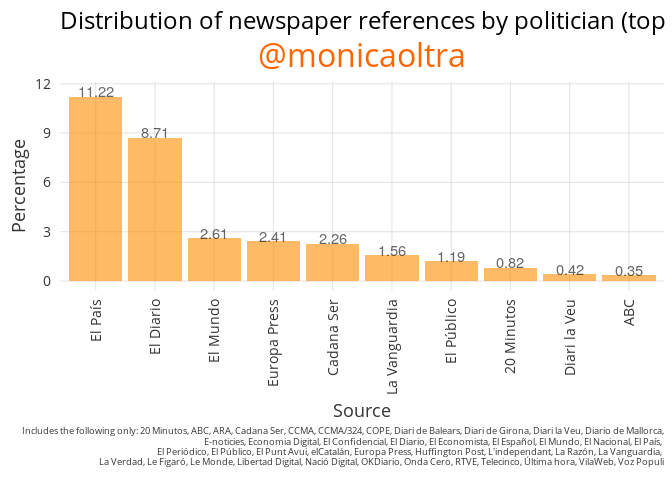 Distribution of newspaper references by politician (top
@monicaoltra
12
9
6
3
0
Percentage
11.22
8.71
2.61
2.41
2.26
1.56
1.19
0.82
0.42
0.35
El País
El Diario
El Mundo
Europa Press
Cadana Ser
La Vanguardia
El Público
20 Minutos
Diari la Veu
ABC
Source
Includes the following only: 20 Minutos, ABC, ARA, Cadana Ser, CCMA, CCMA/324, COPE, Diari de Balears, Diari de Girona, Diari la Veu, Diario de Mallorca,
E-noticies, Economia Digital, El Confidencial, El Diario, El Economista, El Español, El Mundo, El Nacional, El País,
El Periódico, El Público, El Punt Avui, elCatalán, Europa Press, Huffington Post, L'independant, La Razón, La Vanguardia,
La Verdad, Le Figaró, Le Monde, Libertad Digital, Nació Digital, OKDiario, Onda Cero, RTVE, Telecinco, Última hora, VilaWeb, Voz Populi